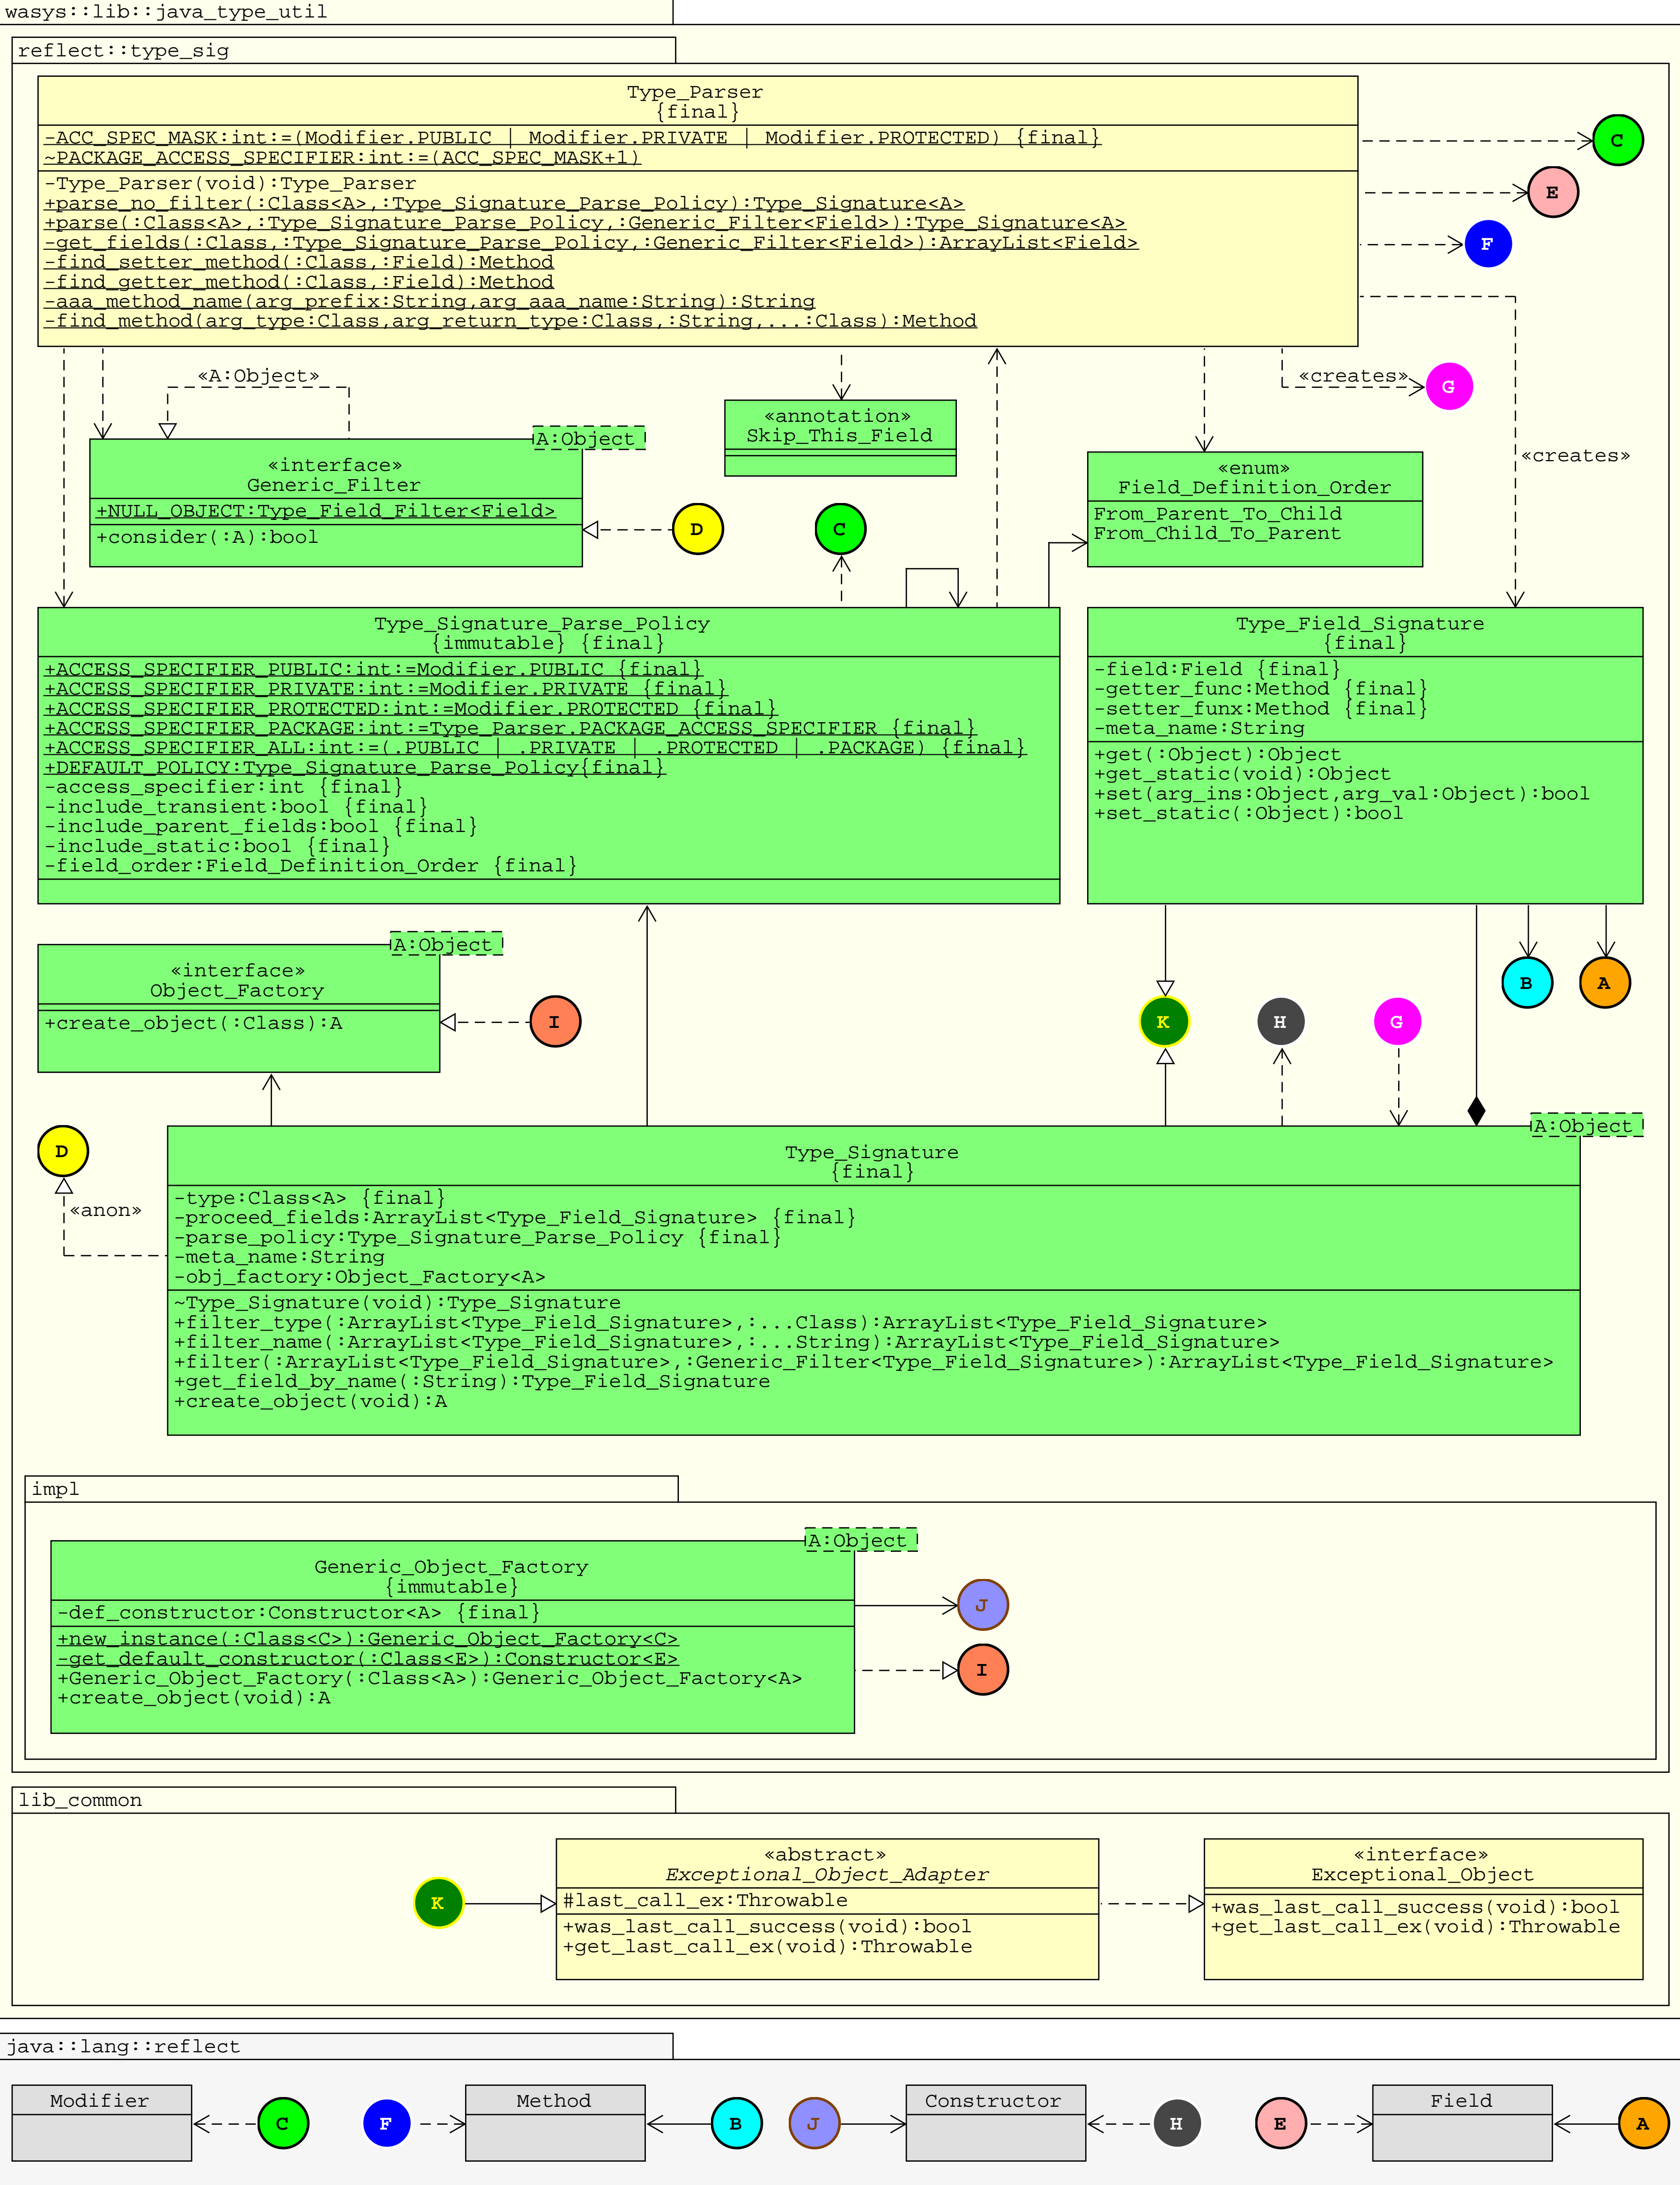 wasys::lib::java_type_util
reflect::type_sig
Type_Parser
{final}
-ACC_SPEC_MASK:int:=(Modifier.PUBLIC | Modifier.PRIVATE | Modifier.PROTECTED) {final}
~PACKAGE_ACCESS_SPECIFIER:int:=(ACC_SPEC_MASK+1)
-Type_Parser(void):Type_Parser
+parse_no_filter(:Class<A>,:Type_Signature_Parse_Policy):Type_Signature<A>
+parse(:Class<A>,:Type_Signature_Parse_Policy,:Generic_Filter<Field>):Type_Signature<A>
-get_fields(:Class,:Type_Signature_Parse_Policy,:Generic_Filter<Field>):ArrayList<Field>
-find_setter_method(:Class,:Field):Method
-find_getter_method(:Class,:Field):Method
-aaa_method_name(arg_prefix:String,arg_aaa_name:String):String
-find_method(arg_type:Class,arg_return_type:Class,:String,...:Class):Method
C
E
F
«A:Object»
«creates»
G
A:Object
«interface»
Generic_Filter
+NULL_OBJECT:Type_Field_Filter<Field>
+consider(:A):bool
D
«annotation»
Skip_This_Field
C
«enum»
Field_Definition_Order
From_Parent_To_Child
From_Child_To_Parent
«creates»
Type_Signature_Parse_Policy
{immutable} {final}
+ACCESS_SPECIFIER_PUBLIC:int:=Modifier.PUBLIC {final}
+ACCESS_SPECIFIER_PRIVATE:int:=Modifier.PRIVATE {final}
+ACCESS_SPECIFIER_PROTECTED:int:=Modifier.PROTECTED {final}
+ACCESS_SPECIFIER_PACKAGE:int:=Type_Parser.PACKAGE_ACCESS_SPECIFIER {final}
+ACCESS_SPECIFIER_ALL:int:=(.PUBLIC | .PRIVATE | .PROTECTED | .PACKAGE) {final}
+DEFAULT_POLICY:Type_Signature_Parse_Policy{final}
-access_specifier:int {final}
-include_transient:bool {final}
-include_parent_fields:bool {final}
-include_static:bool {final}
-field_order:Field_Definition_Order {final}
Type_Field_Signature
{final}
-field:Field {final}
-getter_func:Method {final}
-setter_funx:Method {final}
-meta_name:String
+get(:Object):Object
+get_static(void):Object
+set(arg_ins:Object,arg_val:Object):bool
+set_static(:Object):bool
A:Object
«interface»
Object_Factory
+create_object(:Class):A
I
K
H
G
B
A
D
«anon»
A:Object
Type_Signature
{final}
-type:Class<A> {final}
-proceed_fields:ArrayList<Type_Field_Signature> {final}
-parse_policy:Type_Signature_Parse_Policy {final}
-meta_name:String
-obj_factory:Object_Factory<A>
~Type_Signature(void):Type_Signature
+filter_type(:ArrayList<Type_Field_Signature>,:...Class):ArrayList<Type_Field_Signature>
+filter_name(:ArrayList<Type_Field_Signature>,:...String):ArrayList<Type_Field_Signature>
+filter(:ArrayList<Type_Field_Signature>,:Generic_Filter<Type_Field_Signature>):ArrayList<Type_Field_Signature>
+get_field_by_name(:String):Type_Field_Signature
+create_object(void):A
impl
A:Object
Generic_Object_Factory
{immutable}
-def_constructor:Constructor<A> {final}
+new_instance(:Class<C>):Generic_Object_Factory<C>
-get_default_constructor(:Class<E>):Constructor<E>
+Generic_Object_Factory(:Class<A>):Generic_Object_Factory<A>
+create_object(void):A
J
I
lib_common
K
«abstract»
Exceptional_Object_Adapter
#last_call_ex:Throwable
+was_last_call_success(void):bool
+get_last_call_ex(void):Throwable
«interface»
Exceptional_Object
+was_last_call_success(void):bool
+get_last_call_ex(void):Throwable
java::lang::reflect
Modifier
C
F
Method
B
J
Constructor
H
E
Field
A